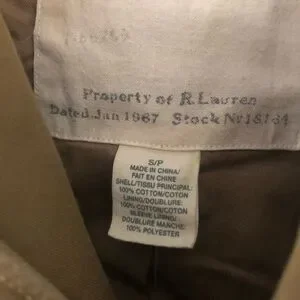 Property of R.Lauren
Dated Jan 1967 Stock Nr18134
S/P
MADE IN CHINA/
FAIT EN CHINE
SHELL/TISSU PRINCIPAL:
100% COTTON/COTON
LINING/DOUBLURE:
100% COTTON/COTON
SLEEVE LINING/
DOUBLURE MANCHE:
100% POLYESTER